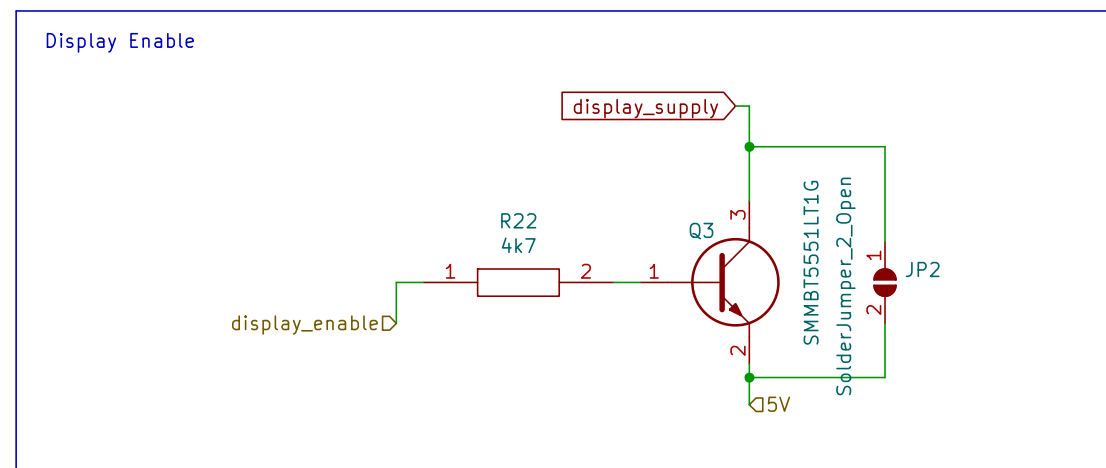 Display Enable
display_supply
R22
4k7
1
2
display_enable
1
Q3
3
2
SMMBT5551LT1G
SolderJumper_2_Open
1
2
JP2
5V